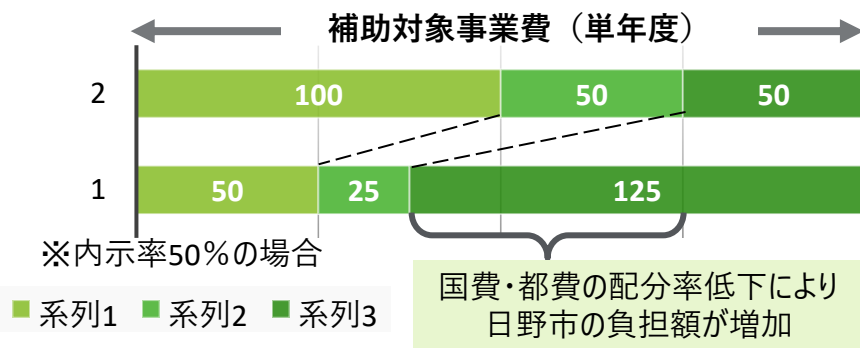 補助対象事業費（単年度）
2 100 50 50
1 50 25 125
※内示率50％の場合
国費・都費の配分率低下により
日野市の負担額が増加
系列1 系列2 系列3